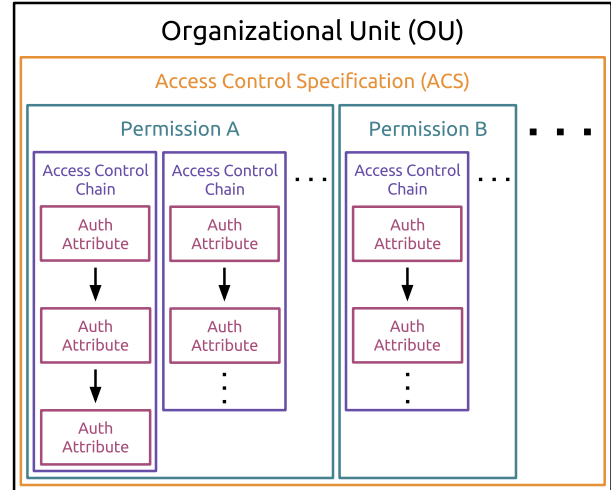 Organizational Unit (OU)
Access Control Specification (ACS)
Permission A
Permission B
. . .
Access Control
Chain
Auth
Attribute
Auth
Attribute
Auth
Attribute
Access Control
Chain
Auth
Attribute
Auth
Attribute
. . .
. . .
Access Control
Chain
Auth
Attribute
Auth
Attribute
. . .
. . .